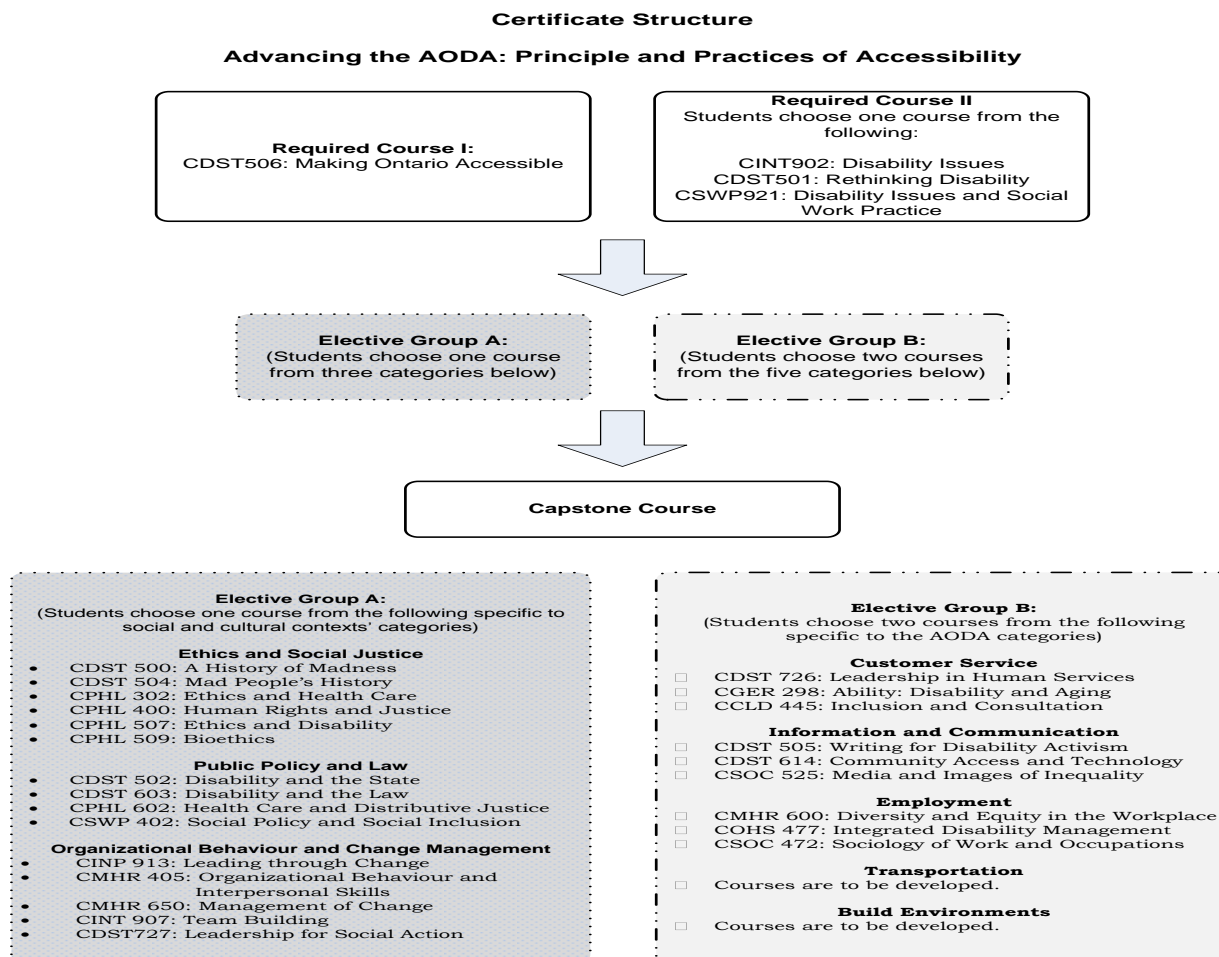 Certificate Structure
Advancing the AODA: Principle and Practices of Accessibility
Required Course I:
CDST506: Making Ontario Accessible
Required Course II
Students choose one course from the
following:
CINT902: Disability Issues
CDST501: Rethinking Disability
CSWP921: Disability Issues and Social
Work Practice
Elective Group A:
(Students choose one course
from three categories below)
Elective Group B:
(Students choose two courses
from the five categories below)
Capstone Course
Elective Group A:
(Students choose one course from the following specific to
social and cultural contexts' categories)
Ethics and Social Justice
• CDST 500: A History of Madness
• CDST 504: Mad People's History
• CPHL 302: Ethics and Health Care
• CPHL 400: Human Rights and Justice
• CPHL 507: Ethics and Disability
• CPHL 509: Bioethics
Public Policy and Law
• CDST 502: Disability and the State
• CDST 603: Disability and the Law
• CPHL 602: Health Care and Distributive Justice
• CSWP 402: Social Policy and Social Inclusion
Organizational Behaviour and Change Management
• CINP 913: Leading through Change
• CMHR 405: Organizational Behaviour and
Interpersonal Skills
• CMHR 650: Management of Change
• CINT 907: Team Building
• CDST727: Leadership for Social Action
Elective Group B:
(Students choose two courses from the following
specific to the AODA categories)
Customer Service
□ CDST 726: Leadership in Human Services
□ CGER 298: Ability: Disability and Aging
□ CCLD 445: Inclusion and Consultation
Information and Communication
□ CDST 505: Writing for Disability Activism
□ CDST 614: Community Access and Technology
□ CSOC 525: Media and Images of Inequality
Employment
□ CMHR 600: Diversity and Equity in the Workplace
□ COHS 477: Integrated Disability Management
□ CSOC 472: Sociology of Work and Occupations
Transportation
□ Courses are to be developed.
Build Environments
□ Courses are to be developed.